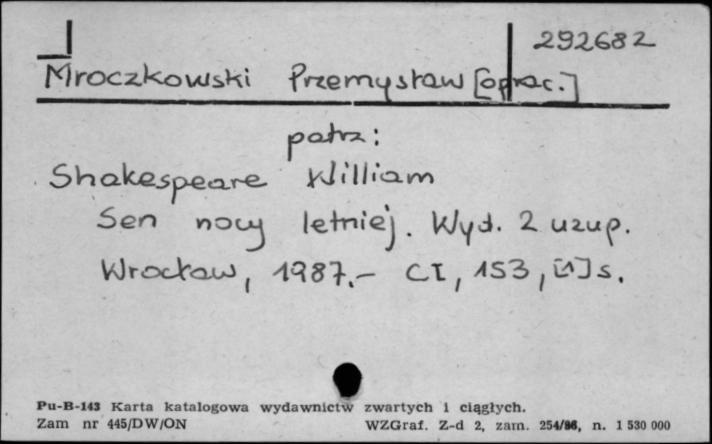 292682
Mroczkowski Przemysław [oprac.]
patrz:
Shakespeare William
Sen nocy letniej. Wyd. 2 uzup.
Wrocław, 1987.– CI, 153, [1] s.
Pu-B-143 Karta katalogowa wydawnictw zwartych i ciągłych.
Zam nr 445/DW/ON WZGraf. Z-d 2, zam. 254/86, n. 1 530 000